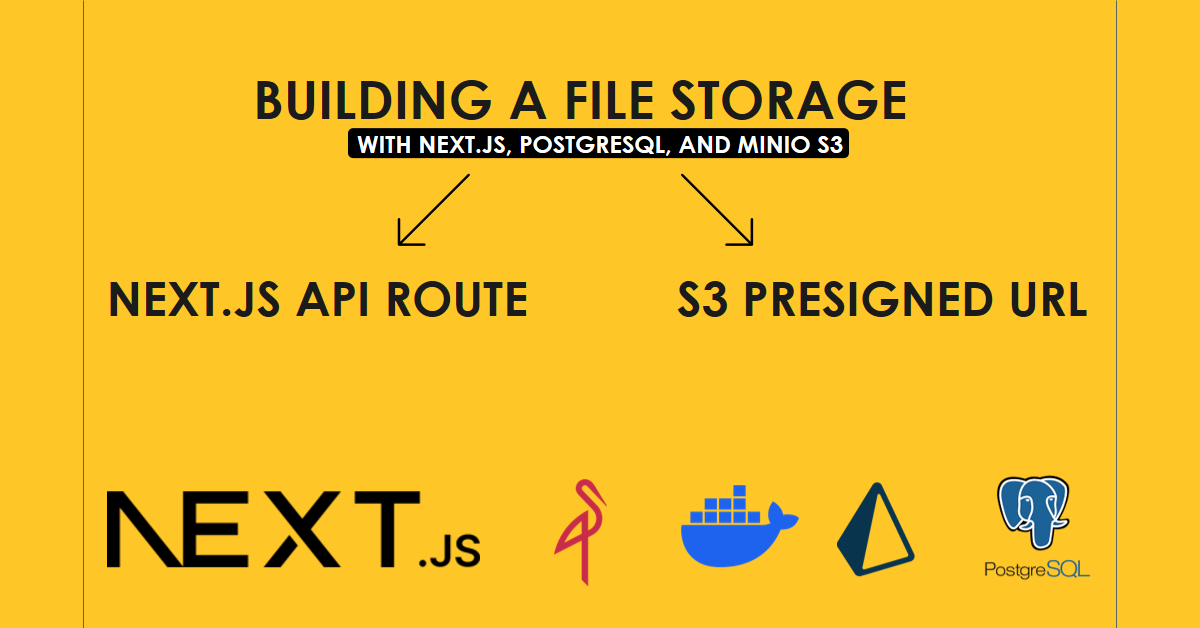 BUILDING A FILE STORAGE
WITH NEXT.JS, POSTGRESQL, AND MINIO S3
NEXT.JS API ROUTE
S3 PRESIGNED URL
NEXT.JS
PostgreSQL